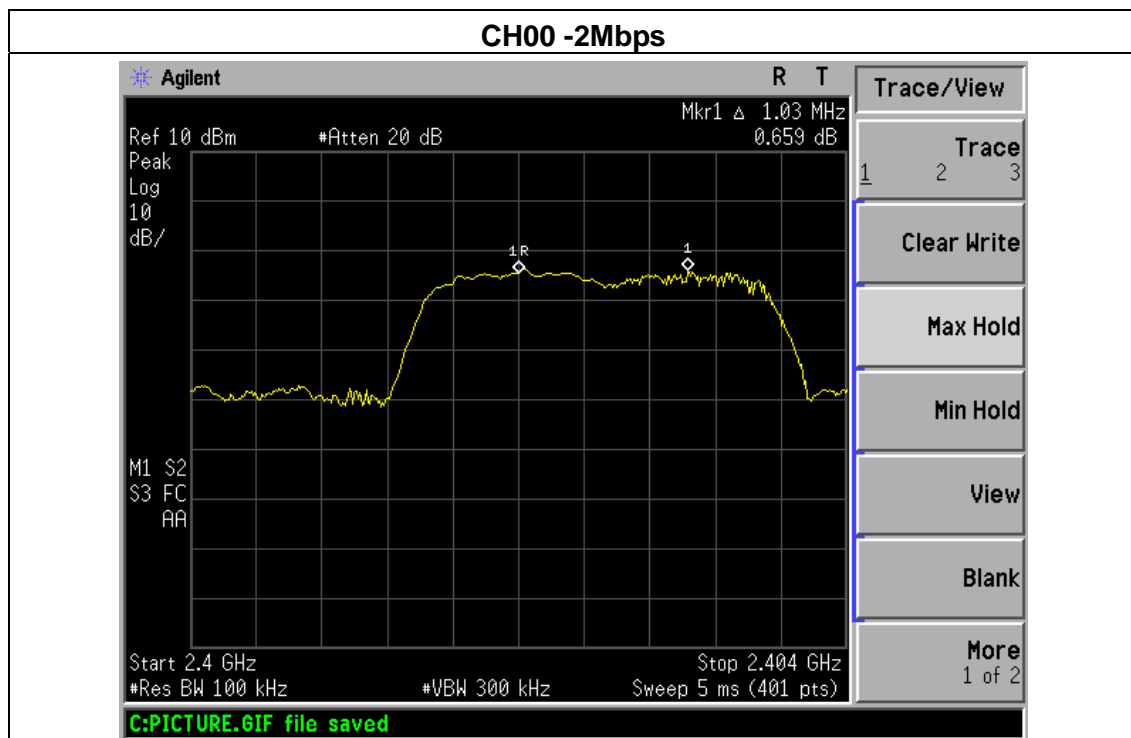 CH00 -2Mbps
Agilent R T
Mkr1 Δ 1.03 MHz
Ref 10 dBm #Atten 20 dB 0.659 dB
Peak
Log
10
dB/
1R
1
M1 S2
S3 FC
AA
Start 2.4 GHz Stop 2.404 GHz
#Res BW 100 kHz #VBW 300 kHz Sweep 5 ms (401 pts)
C:PICTURE.GIF file saved
Trace/View
Trace
1 2 3
Clear Write
Max Hold
Min Hold
View
Blank
More
1 of 2